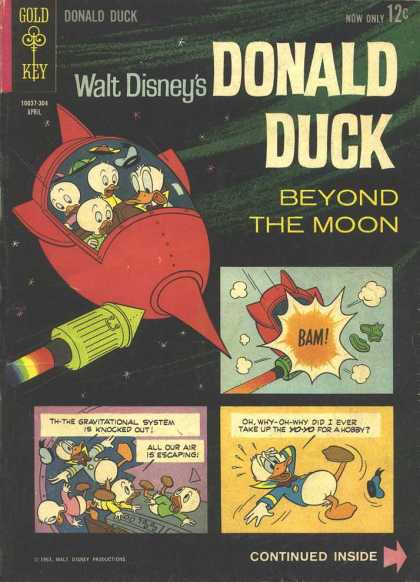 GOLD
KEY
DONALD DUCK
NOW ONLY 12¢
10037-304
APRIL
Walt Disney's
DONALD
DUCK
BEYOND
THE MOON
BAM!
TH-THE GRAVITATIONAL SYSTEM
IS KNOCKED OUT!
ALL OUR AIR
IS ESCAPING!
OH, WHY-OH-WHY DID I EVER
TAKE UP THE YO-YO FOR A HOBBY?
© 1963, WALT DISNEY PRODUCTIONS
CONTINUED INSIDE